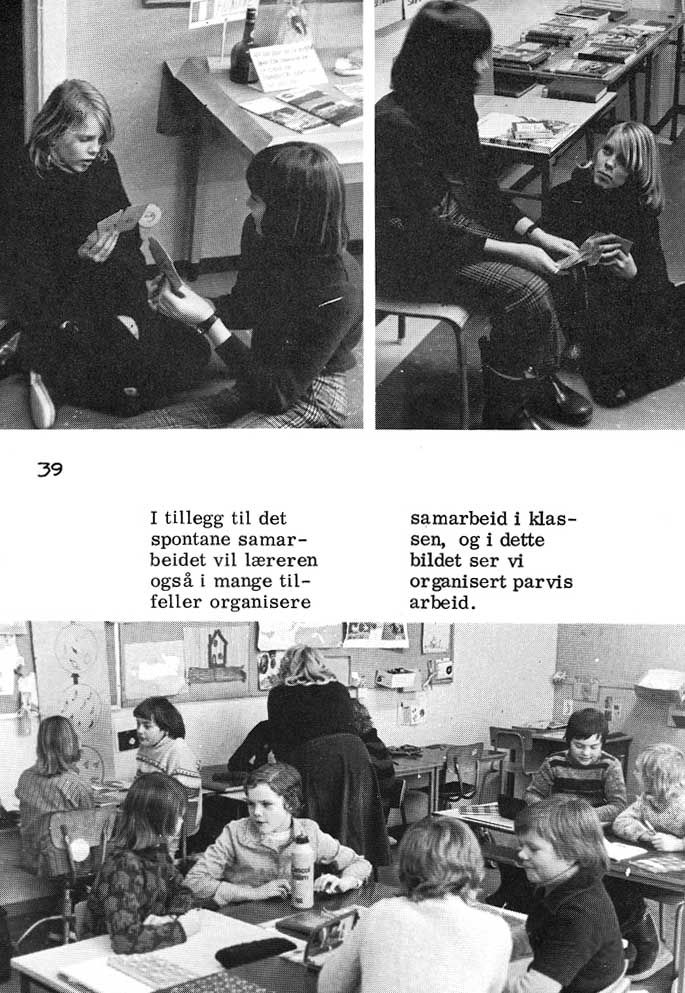 39
I tillegg til det
spontane samar-
beidet vil læreren
også i mange til-
feller organisere
samarbeid i klas-
sen, og i dette
bildet ser vi
organisert parvis
arbeid.